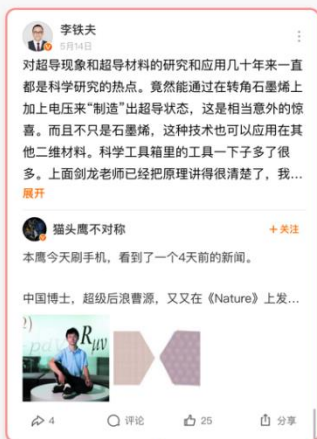 李铁夫
5月14日
对超导现象和超导材料的研究和应用几十年来一直
都是科学研究的热点。竟然能通过在转角石墨烯上
加上电压来“制造”出超导状态，这是相当意外的惊
喜。而且不只是石墨烯，这种技术也可以应用在其
他二维材料。科学工具箱里的工具一下子多了很
多。上面剑龙老师已经把原理讲得很清楚了，我...
展开
猫头鹰不对称
+关注
本鹰今天刷手机，看到了一个4天前的新闻。
中国博士，超级后浪曹源，又又在《Nature》上发...
4
评论
25
分享